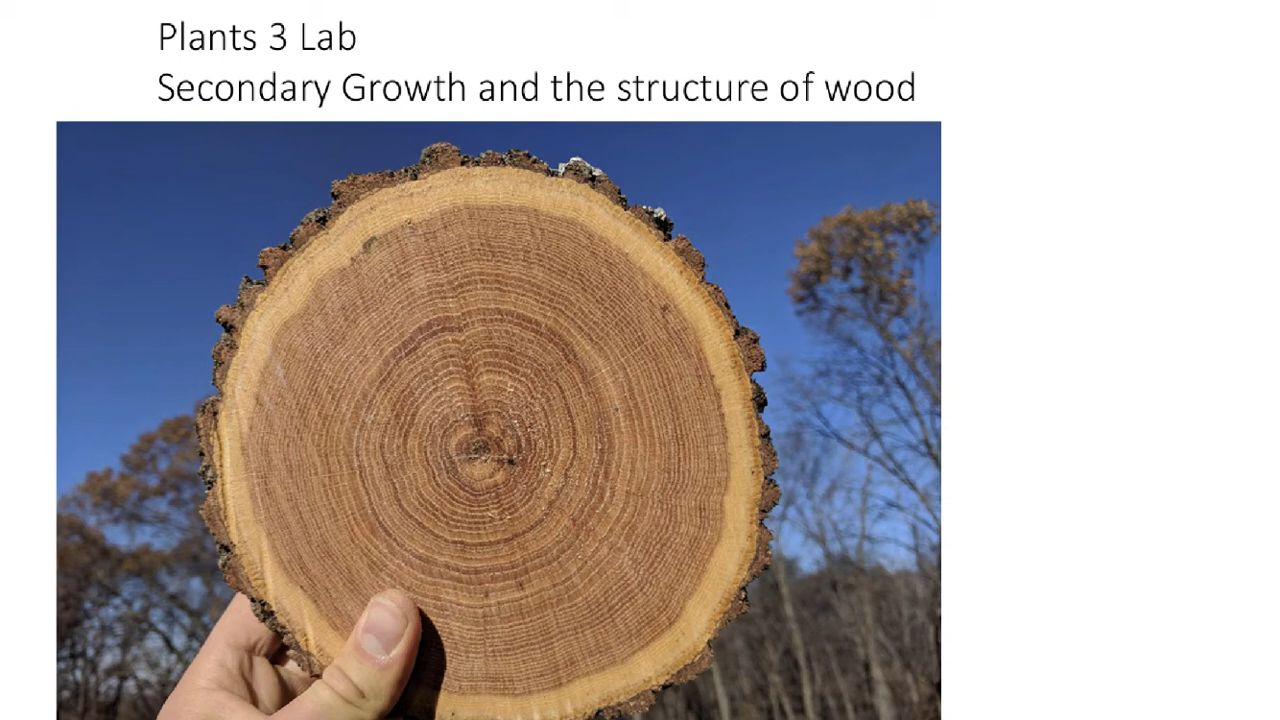 Plants 3 Lab
Secondary Growth and the structure of wood